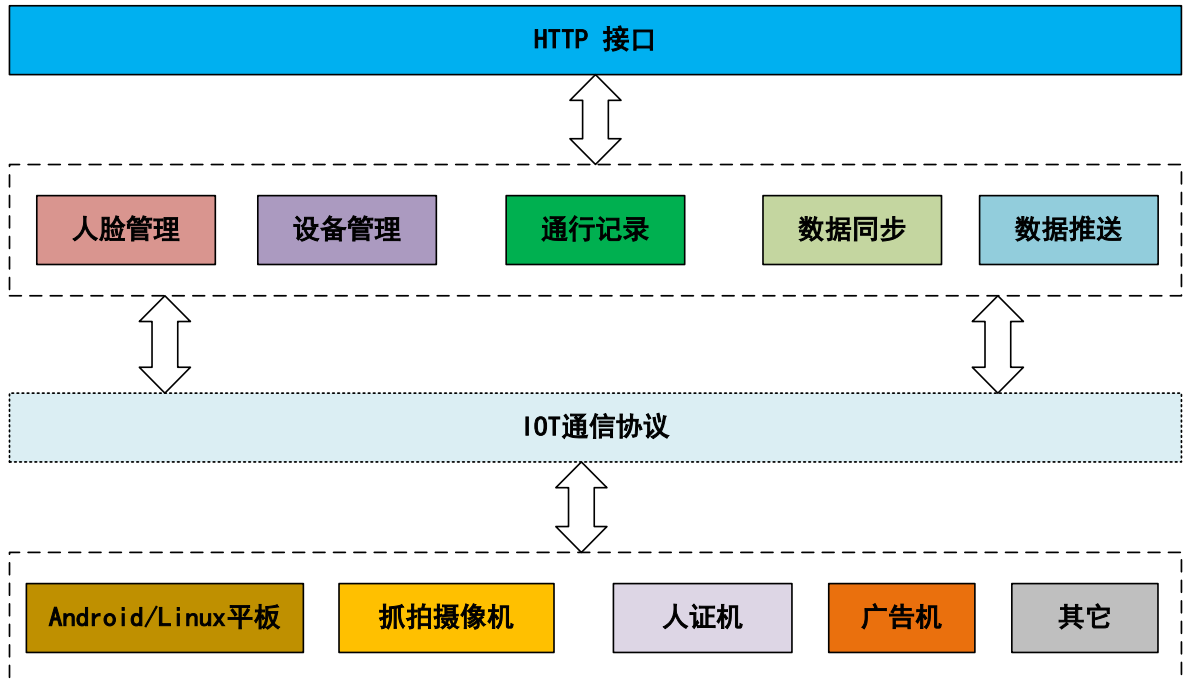 HTTP 接口
人脸管理 设备管理 通行记录 数据同步 数据推送
IOT通信协议
Android/Linux平板 抓拍摄像机 人证机 广告机 其它